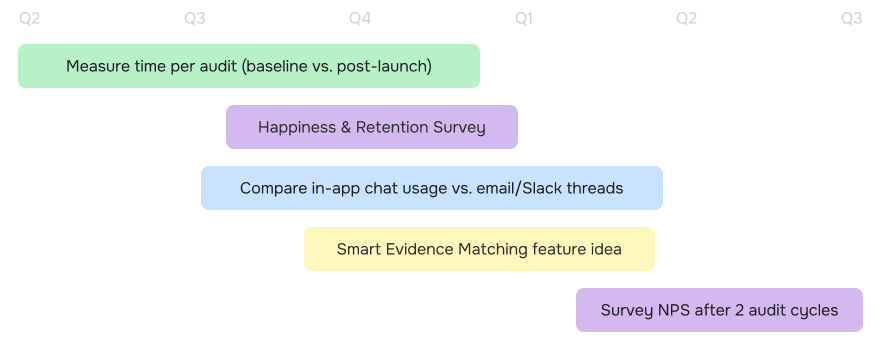 Q2 Q3 Q4 Q1 Q2 Q3
Measure time per audit (baseline vs. post-launch)
Happiness & Retention Survey
Compare in-app chat usage vs. email/Slack threads
Smart Evidence Matching feature idea
Survey NPS after 2 audit cycles